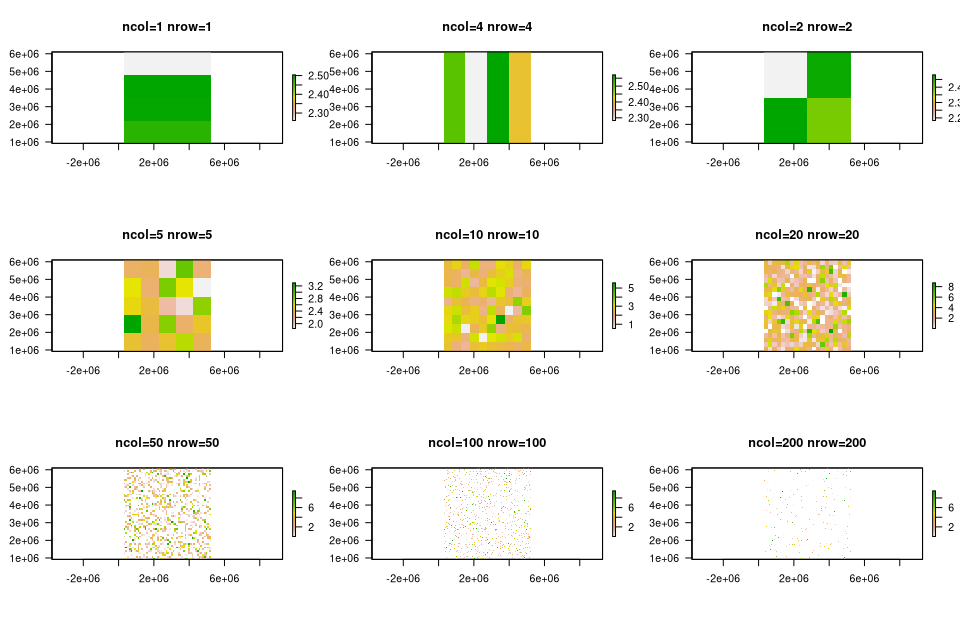 ncol=1 nrow=1
6e+06
5e+06
4e+06
3e+06
2e+06
1e+06
-2e+06 2e+06 6e+06
2.50
2.40
2.30
ncol=4 nrow=4
6e+06
5e+06
4e+06
3e+06
2e+06
1e+06
-2e+06 2e+06 6e+06
2.50
2.40
2.30
ncol=2 nrow=2
6e+06
5e+06
4e+06
3e+06
2e+06
1e+06
-2e+06 2e+06 6e+06
2.4
2.3
2.2
ncol=5 nrow=5
6e+06
5e+06
4e+06
3e+06
2e+06
1e+06
-2e+06 2e+06 6e+06
3.2
2.8
2.4
2.0
ncol=10 nrow=10
6e+06
5e+06
4e+06
3e+06
2e+06
1e+06
-2e+06 2e+06 6e+06
5
3
1
ncol=20 nrow=20
6e+06
5e+06
4e+06
3e+06
2e+06
1e+06
-2e+06 2e+06 6e+06
8
6
4
2
ncol=50 nrow=50
6e+06
5e+06
4e+06
3e+06
2e+06
1e+06
-2e+06 2e+06 6e+06
6
2
ncol=100 nrow=100
6e+06
5e+06
4e+06
3e+06
2e+06
1e+06
-2e+06 2e+06 6e+06
6
2
ncol=200 nrow=200
6e+06
5e+06
4e+06
3e+06
2e+06
1e+06
-2e+06 2e+06 6e+06
6
2